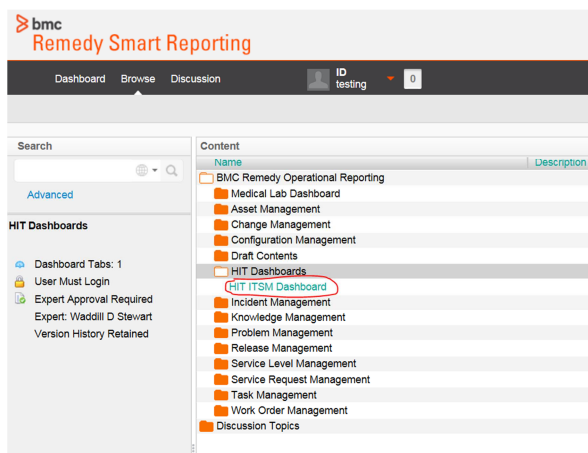 bmc
Remedy Smart Reporting
Dashboard Browse Discussion
ID
testing
0
Search
Advanced
HIT Dashboards
Dashboard Tabs: 1
User Must Login
Expert Approval Required
Expert: Waddill D Stewart
Version History Retained
Content
Name Description
BMC Remedy Operational Reporting
Medical Lab Dashboard
Asset Management
Change Management
Configuration Management
Draft Contents
HIT Dashboards
HIT ITSM Dashboard
Incident Management
Knowledge Management
Problem Management
Release Management
Service Level Management
Service Request Management
Task Management
Work Order Management
Discussion Topics